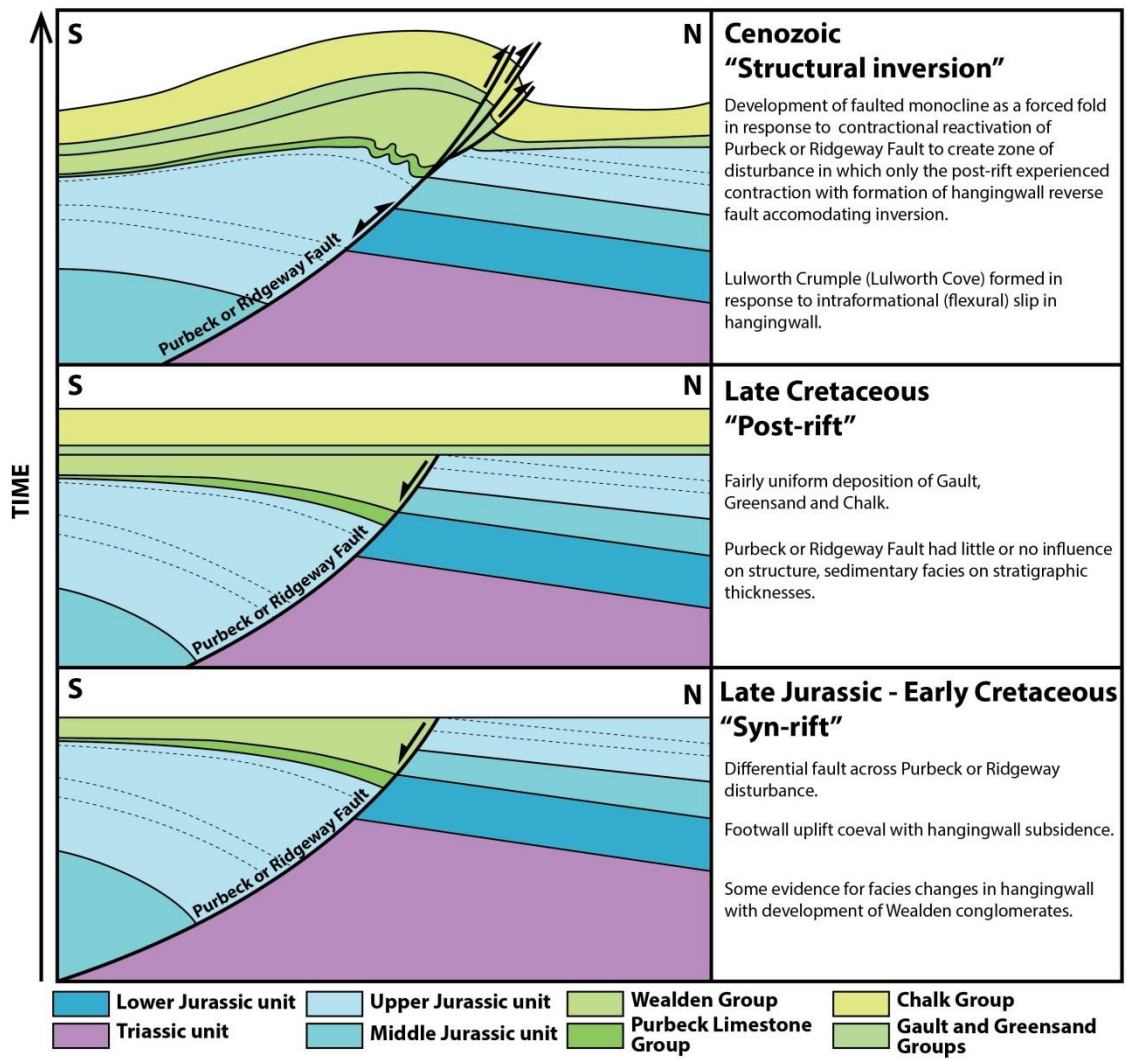 TIME
S
N
Purbeck or Ridgeway Fault
Cenozoic
“Structural inversion”
Development of faulted monocline as a forced fold
in response to contractional reactivation of
Purbeck or Ridgeway Fault to create zone of
disturbance in which only the post-rift experienced
contraction with formation of hangingwall reverse
fault accomodating inversion.
Lulworth Crumple (Lulworth Cove) formed in
response to intraformational (flexural) slip in
hangingwall.
S
N
Purbeck or Ridgeway Fault
Late Cretaceous
“Post-rift”
Fairly uniform deposition of Gault,
Greensand and Chalk.
Purbeck or Ridgeway Fault had little or no influence
on structure, sedimentary facies on stratigraphic
thicknesses.
S
N
Purbeck or Ridgeway Fault
Late Jurassic - Early Cretaceous
“Syn-rift”
Differential fault across Purbeck or Ridgeway
disturbance.
Footwall uplift coeval with hangingwall subsidence.
Some evidence for facies changes in hangingwall
with development of Wealden conglomerates.
Lower Jurassic unit
Triassic unit
Upper Jurassic unit
Middle Jurassic unit
Wealden Group
Purbeck Limestone
Group
Chalk Group
Gault and Greensand
Groups